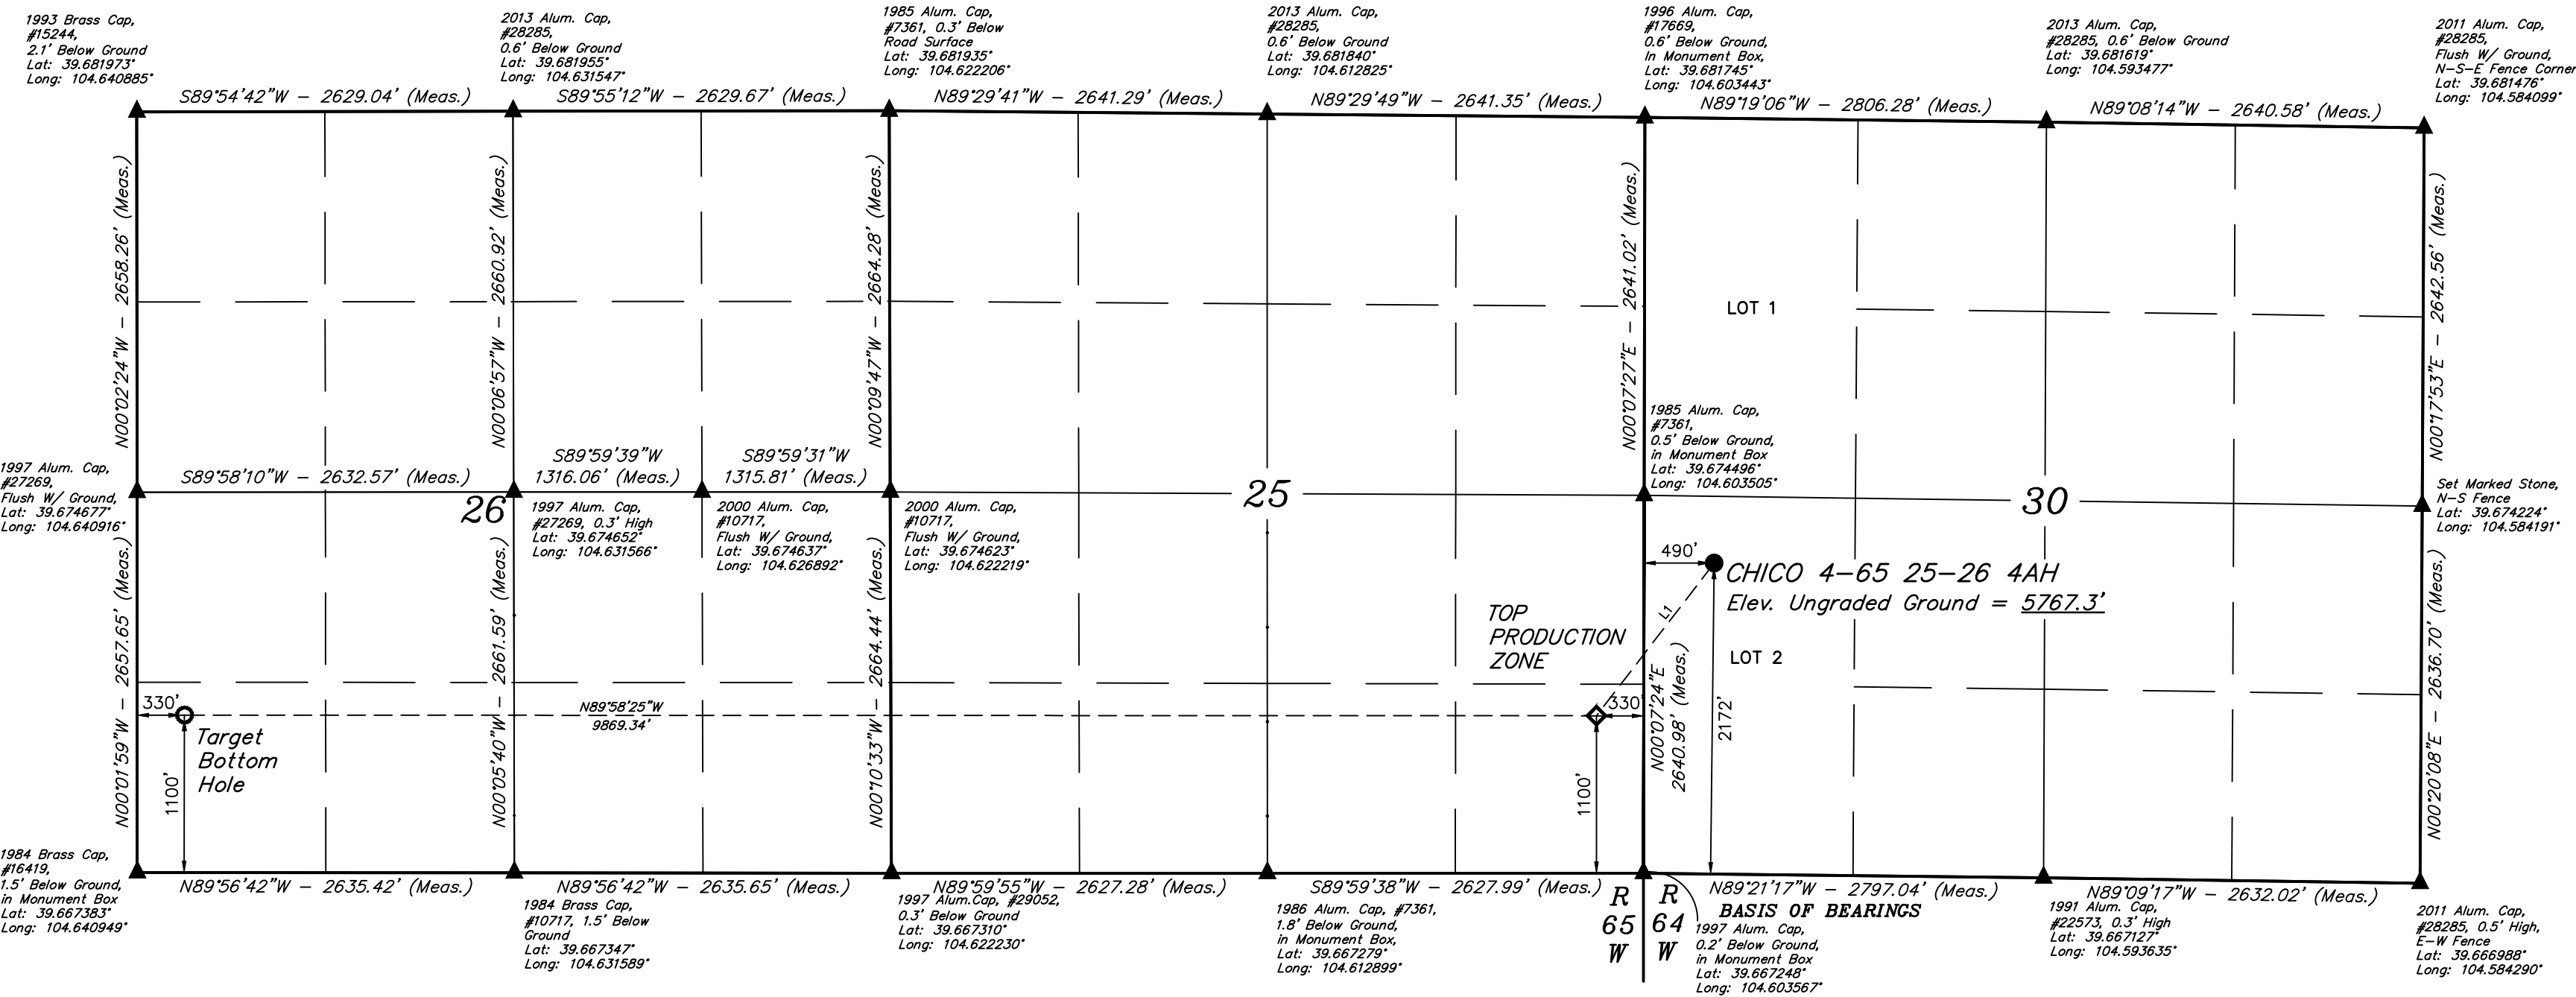 1993 Brass Cap,
#15244,
2.1' Below Ground
Lat: 39.681973°
Long: 104.640885°
2013 Alum. Cap,
#28285,
0.6' Below Ground
Lat: 39.681955°
Long: 104.631547°
1985 Alum. Cap,
#7361, 0.3' Below
Road Surface
Lat: 39.681935°
Long: 104.622206°
2013 Alum. Cap,
#28285,
0.6' Below Ground
Lat: 39.681840°
Long: 104.612825°
1996 Alum. Cap,
#17669,
0.6' Below Ground,
In Monument Box,
Lat: 39.681745°
Long: 104.603443°
2013 Alum. Cap,
#28285, 0.6' Below Ground
Lat: 39.681619°
Long: 104.593477°
2011 Alum. Cap,
#28285,
Flush W/ Ground,
N-S-E Fence Corner
Lat: 39.681476°
Long: 104.584099°
S89°54'42"W - 2629.04' (Meas.)
S89°55'12"W - 2629.67' (Meas.)
N89°29'41"W - 2641.29' (Meas.)
N89°29'49"W - 2641.35' (Meas.)
N89°19'06"W - 2806.28' (Meas.)
N89°08'14"W - 2640.58' (Meas.)
N00°02'24"W - 2658.26' (Meas.)
N00°06'57"W - 2660.92' (Meas.)
N00°09'47"W - 2664.28' (Meas.)
N00°07'27"E - 2641.02' (Meas.)
N00°17'53"E - 2642.56' (Meas.)
LOT 1
1985 Alum. Cap,
#7361,
0.5' Below Ground,
in Monument Box
Lat: 39.674496°
Long: 104.603505°
1997 Alum. Cap,
#27269,
Flush W/ Ground,
Lat: 39.674677°
Long: 104.640916°
S89°58'10"W - 2632.57' (Meas.)
S89°59'39"W
1316.06' (Meas.)
S89°59'31"W
1315.81' (Meas.)
26
25
30
1997 Alum. Cap,
#27269, 0.3' High
Lat: 39.674652°
Long: 104.631566°
2000 Alum. Cap,
#10717,
Flush W/ Ground,
Lat: 39.674637°
Long: 104.626892°
2000 Alum. Cap,
#10717,
Flush W/ Ground,
Lat: 39.674623°
Long: 104.622219°
Set Marked Stone,
N-S Fence
Lat: 39.674224°
Long: 104.584191°
490'
CHICO 4-65 25-26 4AH
Elev. Ungraded Ground = 5767.3'
L1
TOP
PRODUCTION
ZONE
LOT 2
N00°01'59"W - 2657.65' (Meas.)
N00°05'40"W - 2661.59' (Meas.)
N00°10'33"W - 2664.44' (Meas.)
N00°07'24"E
2640.98' (Meas.)
2172'
N00°20'08"E - 2636.70' (Meas.)
330'
N89°58'25"W
9869.34'
330'
Target
Bottom
Hole
1100'
1100'
1984 Brass Cap,
#16419,
1.5' Below Ground,
in Monument Box
Lat: 39.667383°
Long: 104.640949°
N89°56'42"W - 2635.42' (Meas.)
N89°56'42"W - 2635.65' (Meas.)
N89°59'55"W - 2627.28' (Meas.)
S89°59'38"W - 2627.99' (Meas.)
N89°21'17"W - 2797.04' (Meas.)
BASIS OF BEARINGS
N89°09'17"W - 2632.02' (Meas.)
1984 Brass Cap,
#10717, 1.5' Below
Ground
Lat: 39.667347°
Long: 104.631589°
1997 Alum.Cap, #29052,
0.3' Below Ground
Lat: 39.667310°
Long: 104.622230°
1986 Alum. Cap, #7361,
1.8' Below Ground,
in Monument Box,
Lat: 39.667279°
Long: 104.612899°
R R
65 64
W W
1997 Alum. Cap,
0.2' Below Ground,
in Monument Box
Lat: 39.667248°
Long: 104.603567°
1991 Alum. Cap,
#22573, 0.3' High
Lat: 39.667127°
Long: 104.593635°
2011 Alum. Cap,
#28285, 0.5' High,
E-W Fence
Lat: 39.666988°
Long: 104.584290°